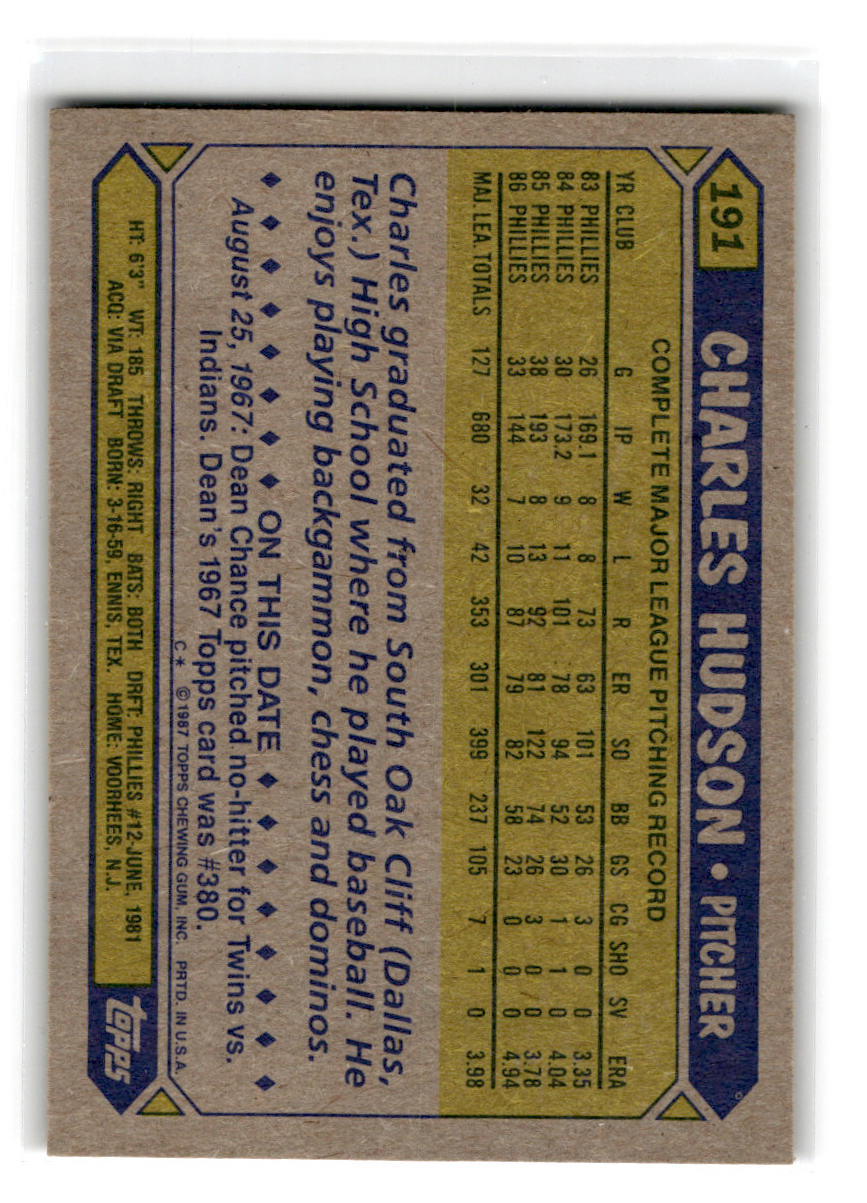 191 CHARLES HUDSON • PITCHER
COMPLETE MAJOR LEAGUE PITCHING RECORD
YR CLUB G IP W L R ER SO BB GS CG SHO SV ERA
83 PHILLIES 26 169.1 8 8 73 63 101 53 26 3 0 0 3.35
84 PHILLIES 30 173.2 9 11 101 78 94 52 30 1 1 0 4.04
85 PHILLIES 38 193 8 13 92 81 122 74 26 3 0 0 3.78
86 PHILLIES 33 144 7 10 87 79 82 58 23 0 0 0 4.94
MAJ. LEA. TOTALS 127 680 32 42 353 301 399 237 105 7 1 0 3.98
Charles graduated from South Oak Cliff (Dallas,
Tex.) High School where he played baseball. He
enjoys playing backgammon, chess and dominos.
ON THIS DATE
August 25, 1967: Dean Chance pitched no-hitter for Twins vs.
Indians. Dean's 1967 Topps card was #380.
C* ©1987 TOPPS CHEWING GUM, INC. PRTD. IN U.S.A.
HT: 6'3" WT: 185 THROWS: RIGHT BATS: BOTH DRFT: PHILLIES #12-JUNE, 1981
ACQ: VIA DRAFT BORN: 3-16-59, ENNIS, TEX. HOME: VOORHEES, N.J.
topps